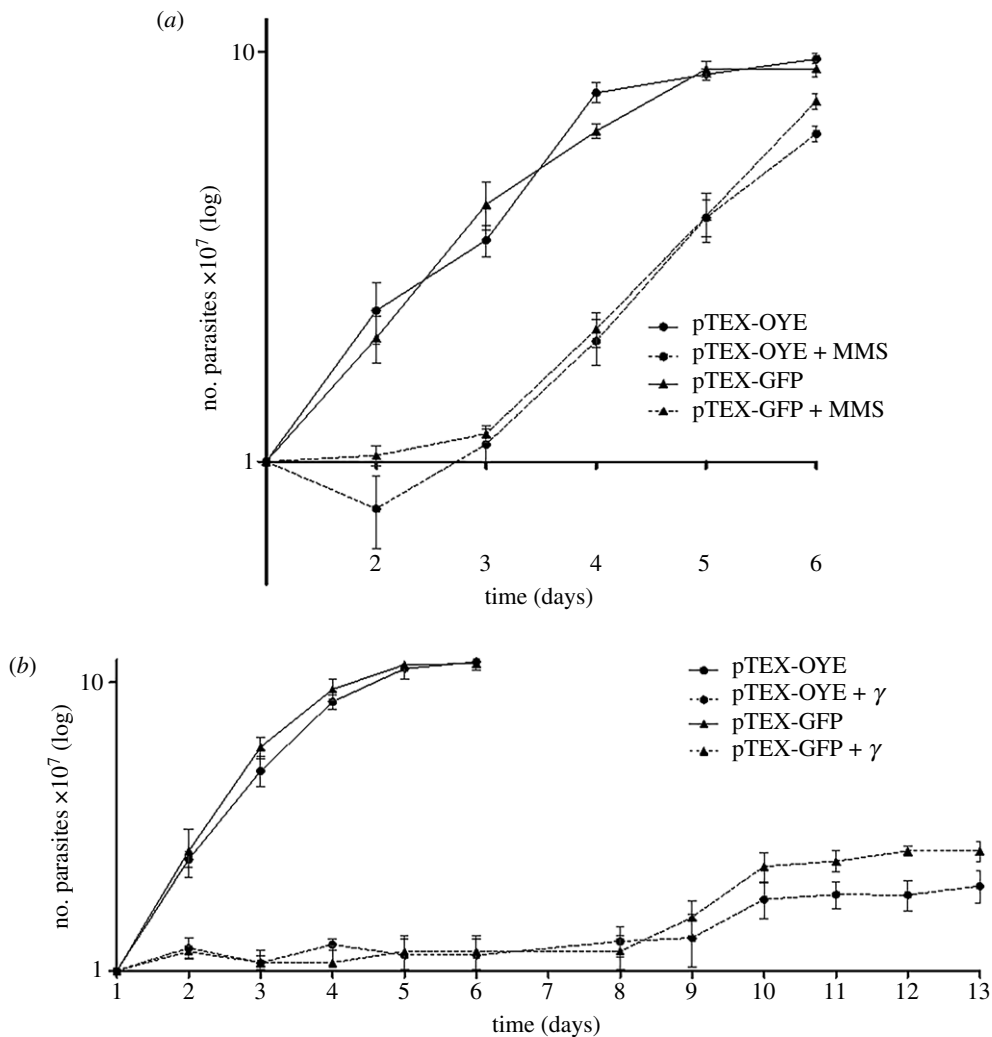 (a)
10
1
no. parasites ×10⁷ (log)
pTEX-OYE
pTEX-OYE + MMS
pTEX-GFP
pTEX-GFP + MMS
2 3 4 5 6
time (days)
(b)
10
1
no. parasites ×10⁷ (log)
pTEX-OYE
pTEX-OYE + γ
pTEX-GFP
pTEX-GFP + γ
1 2 3 4 5 6 7 8 9 10 11 12 13
time (days)